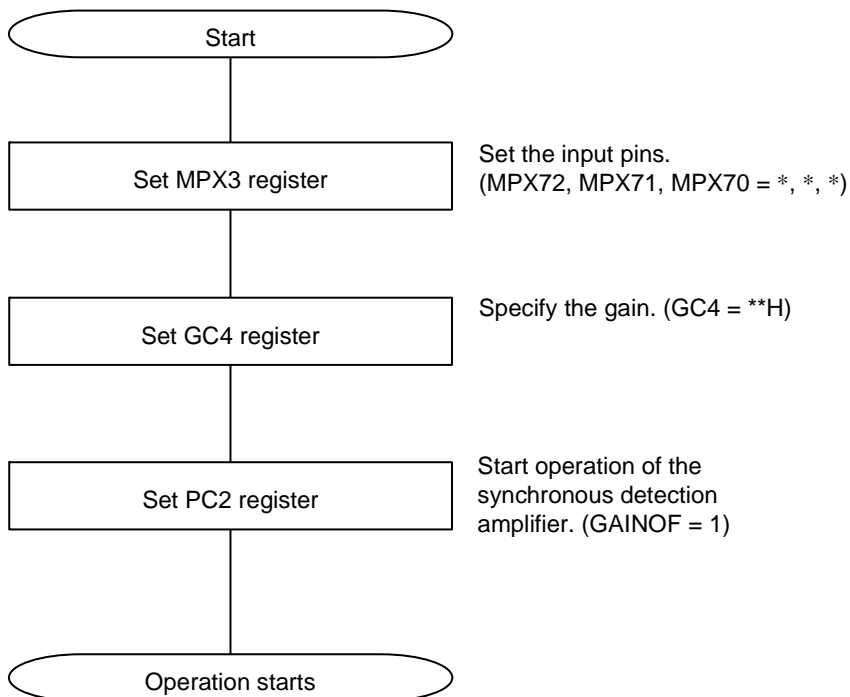 Start
Set MPX3 register
Set the input pins.
(MPX72, MPX71, MPX70 = *, *, *)
Set GC4 register
Specify the gain. (GC4 = **H)
Set PC2 register
Start operation of the
synchronous detection
amplifier. (GAINOF = 1)
Operation starts